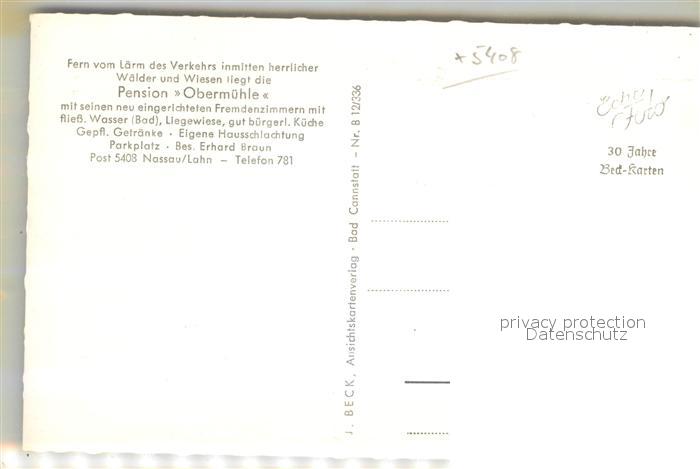 Fern vom Lärm des Verkehrs inmitten herrlicher
Wälder und Wiesen liegt die
Pension »Obermühle«
mit seinen neu eingerichteten Fremdenzimmern mit
fließ. Wasser (Bad), Liegewiese, gut bürgerl. Küche
Gepfl. Getränke · Eigene Hausschlachtung
Parkplatz · Bes. Erhard Braun
Post 5408 Nassau/Lahn – Telefon 781
J. BECK, Ansichtskartenverlag · Bad Cannstatt – Nr. B 12/336
*5408
Echt Foto
30 Jahre
Beck-Karten
privacy protection
Datenschutz